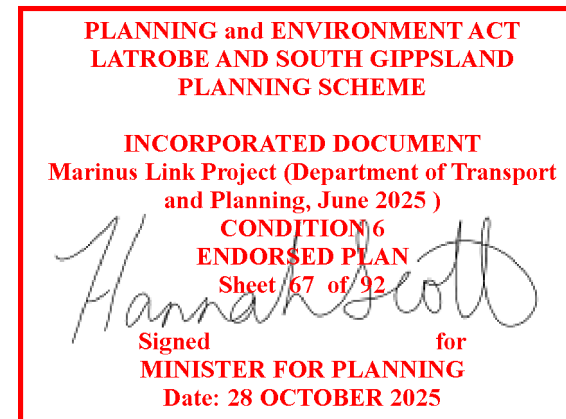 PLANNING and ENVIRONMENT ACT
LATROBE AND SOUTH GIPPSLAND
PLANNING SCHEME
INCORPORATED DOCUMENT
Marinus Link Project (Department of Transport
and Planning, June 2025 )
CONDITION 6
ENDORSED PLAN
Sheet 67 of 92
Hannah Scott
Signed for
MINISTER FOR PLANNING
Date: 28 OCTOBER 2025